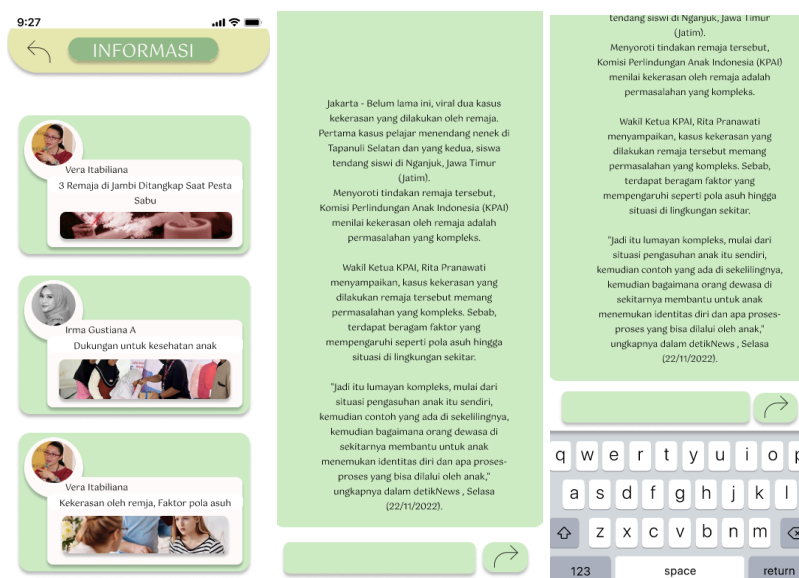 9:27
INFORMASI
Vera Itabiliana
3 Remaja di Jambi Ditangkap Saat Pesta
Sabu
Irma Gustiana A
Dukungan untuk kesehatan anak
Vera Itabiliana
Kekerasan oleh remja, Faktor pola asuh
Jakarta - Belum lama ini, viral dua kasus
kekerasan yang dilakukan oleh remaja.
Pertama kasus pelajar menendang nenek di
Tapanuli Selatan dan yang kedua, siswa
tendang siswi di Nganjuk, Jawa Timur
(Jatim).
Menyoroti tindakan remaja tersebut,
Komisi Perlindungan Anak Indonesia (KPAI)
menilai kekerasan oleh remaja adalah
permasalahan yang kompleks.
Wakil Ketua KPAI, Rita Pranawati
menyampaikan, kasus kekerasan yang
dilakukan remaja tersebut memang
permasalahan yang kompleks. Sebab,
terdapat beragam faktor yang
mempengaruhi seperti pola asuh hingga
situasi di lingkungan sekitar.
"Jadi itu lumayan kompleks, mulai dari
situasi pengasuhan anak itu sendiri,
kemudian contoh yang ada di sekelilingnya,
kemudian bagaimana orang dewasa di
sekitarnya membantu untuk anak
menemukan identitas diri dan apa proses-
proses yang bisa dilalui oleh anak,"
ungkapnya dalam detikNews , Selasa
(22/11/2022).
tendang siswi di Nganjuk, Jawa Timur
(Jatim).
Menyoroti tindakan remaja tersebut,
Komisi Perlindungan Anak Indonesia (KPAI)
menilai kekerasan oleh remaja adalah
permasalahan yang kompleks.
Wakil Ketua KPAI, Rita Pranawati
menyampaikan, kasus kekerasan yang
dilakukan remaja tersebut memang
permasalahan yang kompleks. Sebab,
terdapat beragam faktor yang
mempengaruhi seperti pola asuh hingga
situasi di lingkungan sekitar.
"Jadi itu lumayan kompleks, mulai dari
situasi pengasuhan anak itu sendiri,
kemudian contoh yang ada di sekelilingnya,
kemudian bagaimana orang dewasa di
sekitarnya membantu untuk anak
menemukan identitas diri dan apa proses-
proses yang bisa dilalui oleh anak,"
ungkapnya dalam detikNews , Selasa
(22/11/2022).
q w e r t y u i o p
a s d f g h j k l
z x c v b n m
123 space return